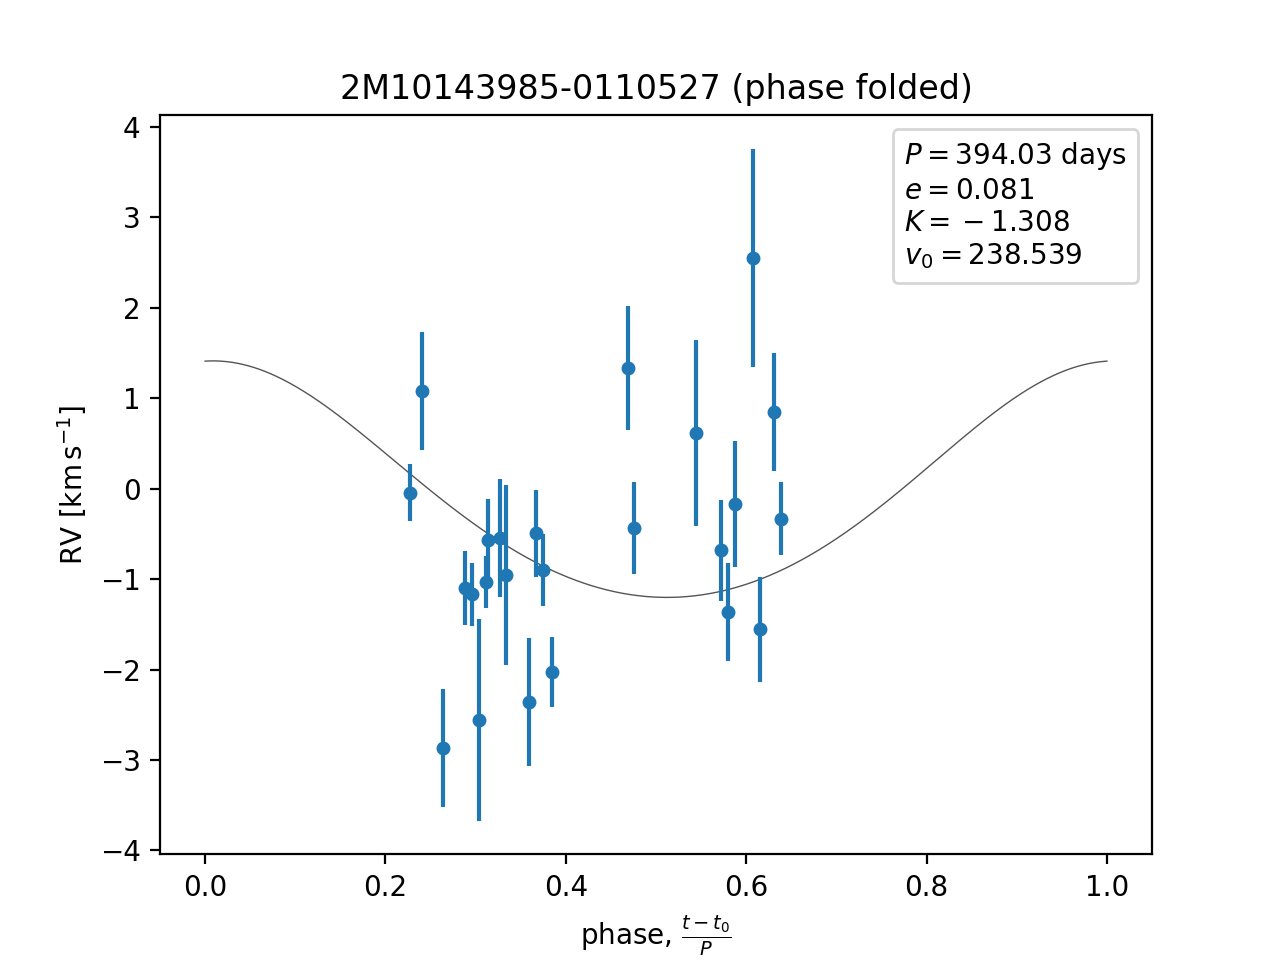 2M10143985-0110527 (phase folded)
P = 394.03 days
e = 0.081
K = −1.308
v₀ = 238.539
4
3
2
1
0
−1
−2
−3
−4
RV [km s⁻¹]
0.0 0.2 0.4 0.6 0.8 1.0
phase, (t − t₀)/P